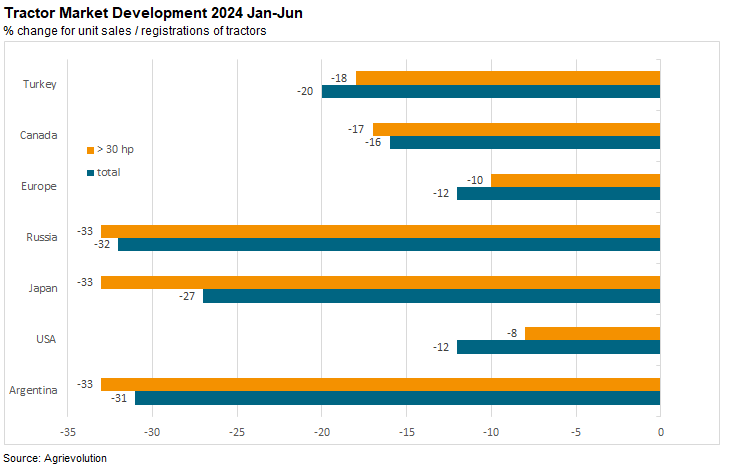 Tractor Market Development 2024 Jan-Jun
% change for unit sales / registrations of tractors
Turkey
-18
-20
Canada
-17
-16
> 30 hp
total
Europe
-10
-12
Russia
-33
-32
Japan
-33
-27
USA
-8
-12
Argentina
-33
-31
-35 -30 -25 -20 -15 -10 -5 0
Source: Agrievolution